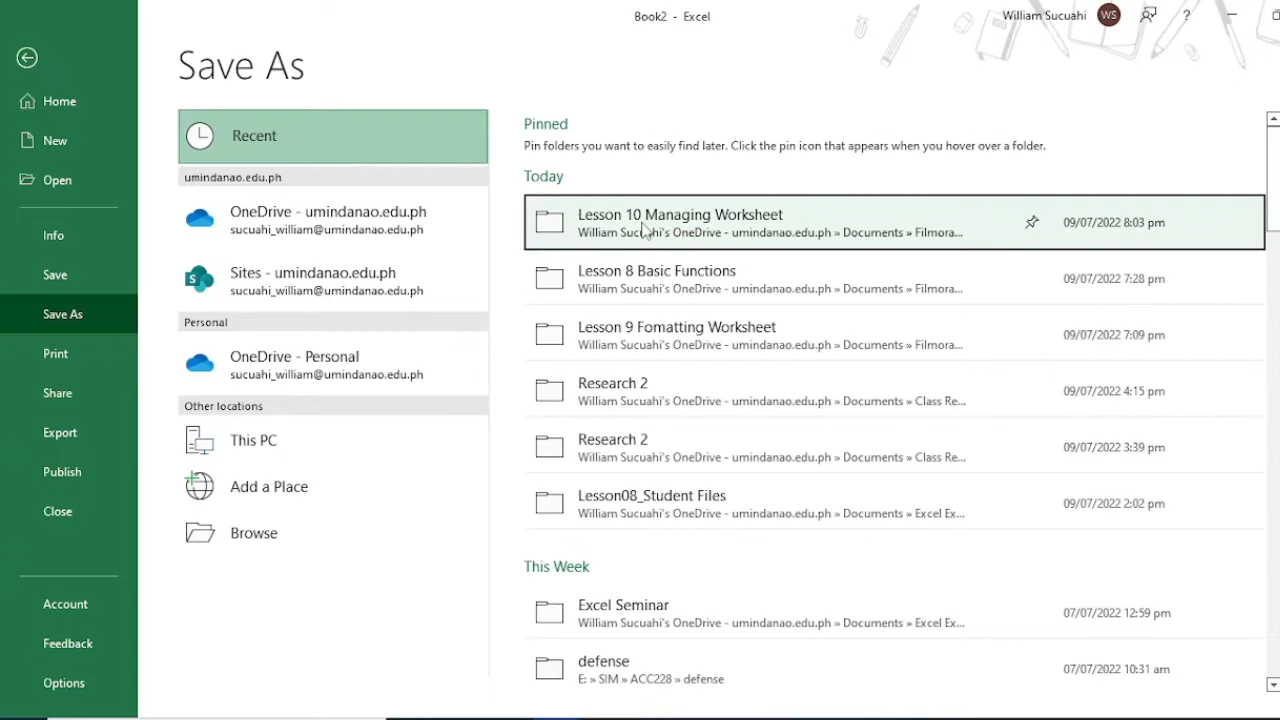 Book2 - Excel
William Sucuahi
WS
?
Save As
Home
New
Open
Info
Save
Save As
Print
Share
Export
Publish
Close
Account
Feedback
Options
Recent
umindanao.edu.ph
OneDrive - umindanao.edu.ph
sucuahi_william@umindanao.edu.ph
S
Sites - umindanao.edu.ph
sucuahi_william@umindanao.edu.ph
Personal
OneDrive - Personal
sucuahi_william@umindanao.edu.ph
Other locations
This PC
Add a Place
Browse
Pinned
Pin folders you want to easily find later. Click the pin icon that appears when you hover over a folder.
Today
Lesson 10 Managing Worksheet
William Sucuahi's OneDrive - umindanao.edu.ph » Documents » Filmora...
09/07/2022 8:03 pm
Lesson 8 Basic Functions
William Sucuahi's OneDrive - umindanao.edu.ph » Documents » Filmora...
09/07/2022 7:28 pm
Lesson 9 Fomatting Worksheet
William Sucuahi's OneDrive - umindanao.edu.ph » Documents » Filmora...
09/07/2022 7:09 pm
Research 2
William Sucuahi's OneDrive - umindanao.edu.ph » Documents » Class Re...
09/07/2022 4:15 pm
Research 2
William Sucuahi's OneDrive - umindanao.edu.ph » Documents » Class Re...
09/07/2022 3:39 pm
Lesson08_Student Files
William Sucuahi's OneDrive - umindanao.edu.ph » Documents » Excel Ex...
09/07/2022 2:02 pm
This Week
Excel Seminar
William Sucuahi's OneDrive - umindanao.edu.ph » Documents » Excel Ex...
07/07/2022 12:59 pm
defense
E: » SIM » ACC228 » defense
07/07/2022 10:31 am